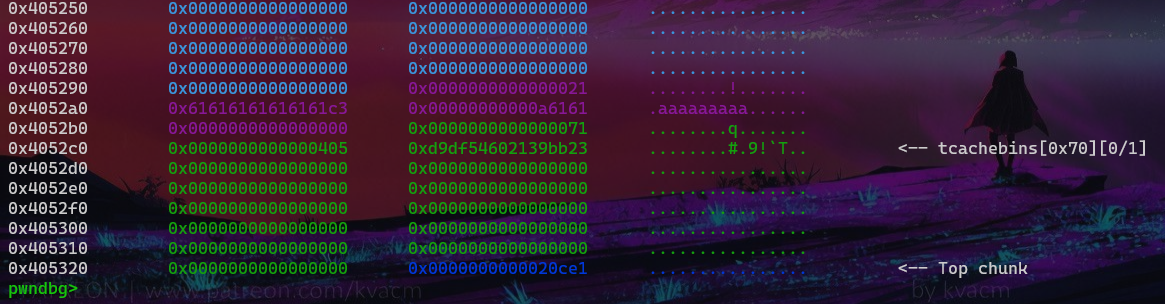 0x405250 0x0000000000000000 0x0000000000000000 ................
0x405260 0x0000000000000000 0x0000000000000000 ................
0x405270 0x0000000000000000 0x0000000000000000 ................
0x405280 0x0000000000000000 0x0000000000000000 ................
0x405290 0x0000000000000000 0x0000000000000021 ........!.......
0x4052a0 0x61616161616161c3 0x00000000000a6161 .aaaaaaaaa......
0x4052b0 0x0000000000000000 0x0000000000000071 ........q.......
0x4052c0 0x0000000000000405 0xd9df54602139bb23 ........#.9!`T.. <-- tcachebins[0x70][0/1]
0x4052d0 0x0000000000000000 0x0000000000000000 ................
0x4052e0 0x0000000000000000 0x0000000000000000 ................
0x4052f0 0x0000000000000000 0x0000000000000000 ................
0x405300 0x0000000000000000 0x0000000000000000 ................
0x405310 0x0000000000000000 0x0000000000000000 ................
0x405320 0x0000000000000000 0x0000000000020ce1 ................ <-- Top chunk
pwndbg> | www.patreon.com/kvacm by kvacm